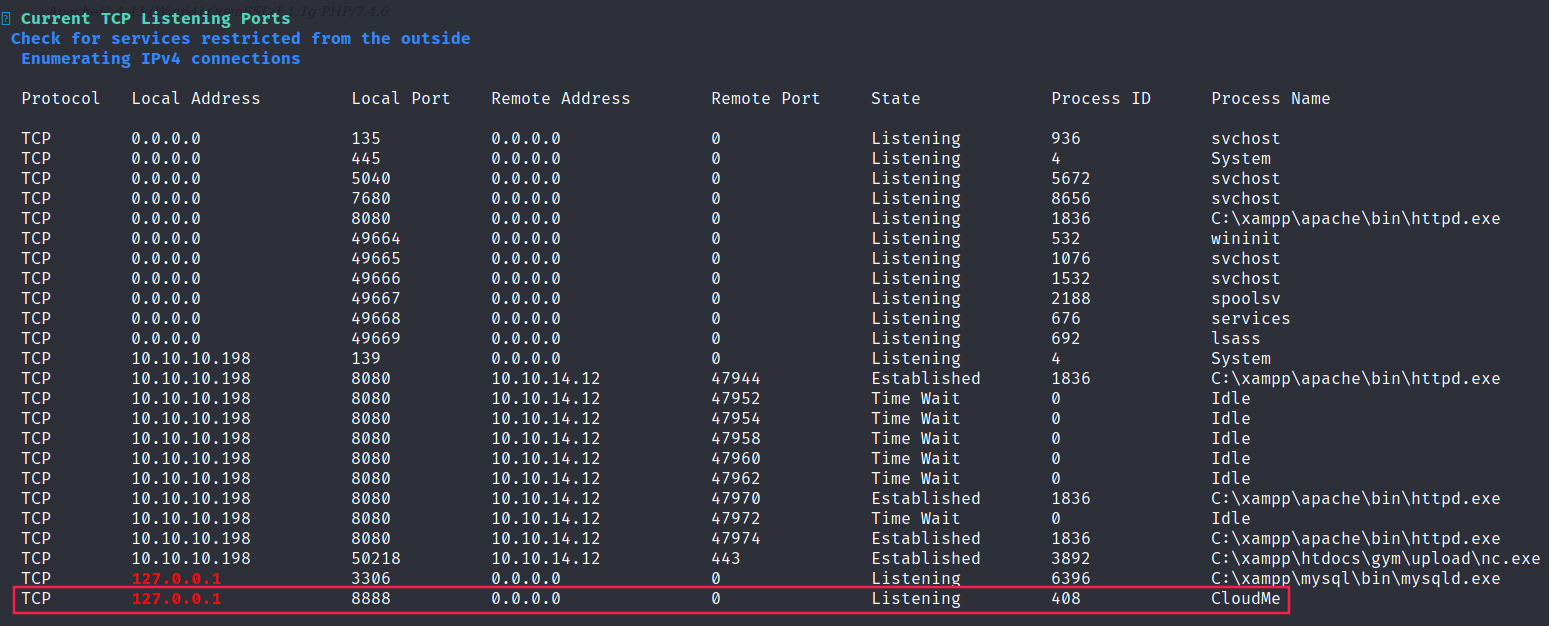 Current TCP Listening Ports
Check for services restricted from the outside
Enumerating IPv4 connections
Protocol Local Address Local Port Remote Address Remote Port State Process ID Process Name
TCP 0.0.0.0 135 0.0.0.0 0 Listening 936 svchost
TCP 0.0.0.0 445 0.0.0.0 0 Listening 4 System
TCP 0.0.0.0 5040 0.0.0.0 0 Listening 5672 svchost
TCP 0.0.0.0 7680 0.0.0.0 0 Listening 8656 svchost
TCP 0.0.0.0 8080 0.0.0.0 0 Listening 1836 C:\xampp\apache\bin\httpd.exe
TCP 0.0.0.0 49664 0.0.0.0 0 Listening 532 wininit
TCP 0.0.0.0 49665 0.0.0.0 0 Listening 1076 svchost
TCP 0.0.0.0 49666 0.0.0.0 0 Listening 1532 svchost
TCP 0.0.0.0 49667 0.0.0.0 0 Listening 2188 spoolsv
TCP 0.0.0.0 49668 0.0.0.0 0 Listening 676 services
TCP 0.0.0.0 49669 0.0.0.0 0 Listening 692 lsass
TCP 10.10.10.198 139 0.0.0.0 0 Listening 4 System
TCP 10.10.10.198 8080 10.10.14.12 47944 Established 1836 C:\xampp\apache\bin\httpd.exe
TCP 10.10.10.198 8080 10.10.14.12 47952 Time Wait 0 Idle
TCP 10.10.10.198 8080 10.10.14.12 47954 Time Wait 0 Idle
TCP 10.10.10.198 8080 10.10.14.12 47958 Time Wait 0 Idle
TCP 10.10.10.198 8080 10.10.14.12 47960 Time Wait 0 Idle
TCP 10.10.10.198 8080 10.10.14.12 47962 Time Wait 0 Idle
TCP 10.10.10.198 8080 10.10.14.12 47970 Established 1836 C:\xampp\apache\bin\httpd.exe
TCP 10.10.10.198 8080 10.10.14.12 47972 Time Wait 0 Idle
TCP 10.10.10.198 8080 10.10.14.12 47974 Established 1836 C:\xampp\apache\bin\httpd.exe
TCP 10.10.10.198 50218 10.10.14.12 443 Established 3892 C:\xampp\htdocs\gym\upload\nc.exe
TCP 127.0.0.1 3306 0.0.0.0 0 Listening 6396 C:\xampp\mysql\bin\mysqld.exe
TCP 127.0.0.1 8888 0.0.0.0 0 Listening 408 CloudMe